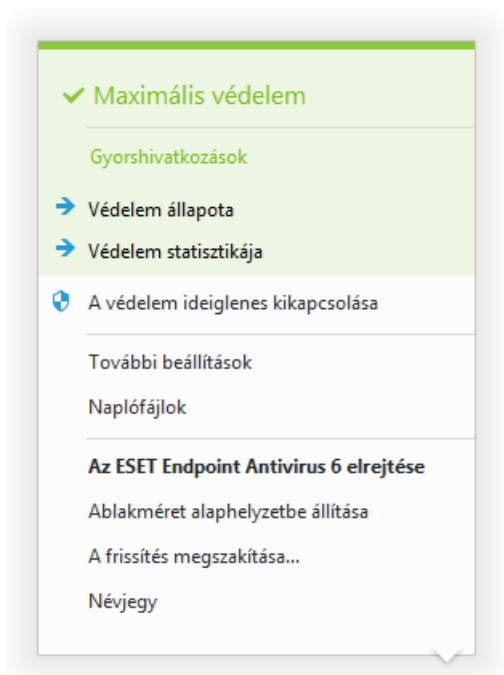 Maximális védelem
Gyorshivatkozások
Védelem állapota
Védelem statisztikája
A védelem ideiglenes kikapcsolása
További beállítások
Naplófájlok
Az ESET Endpoint Antivirus 6 elrejtése
Ablakméret alaphelyzetbe állítása
A frissítés megszakítása...
Névjegy